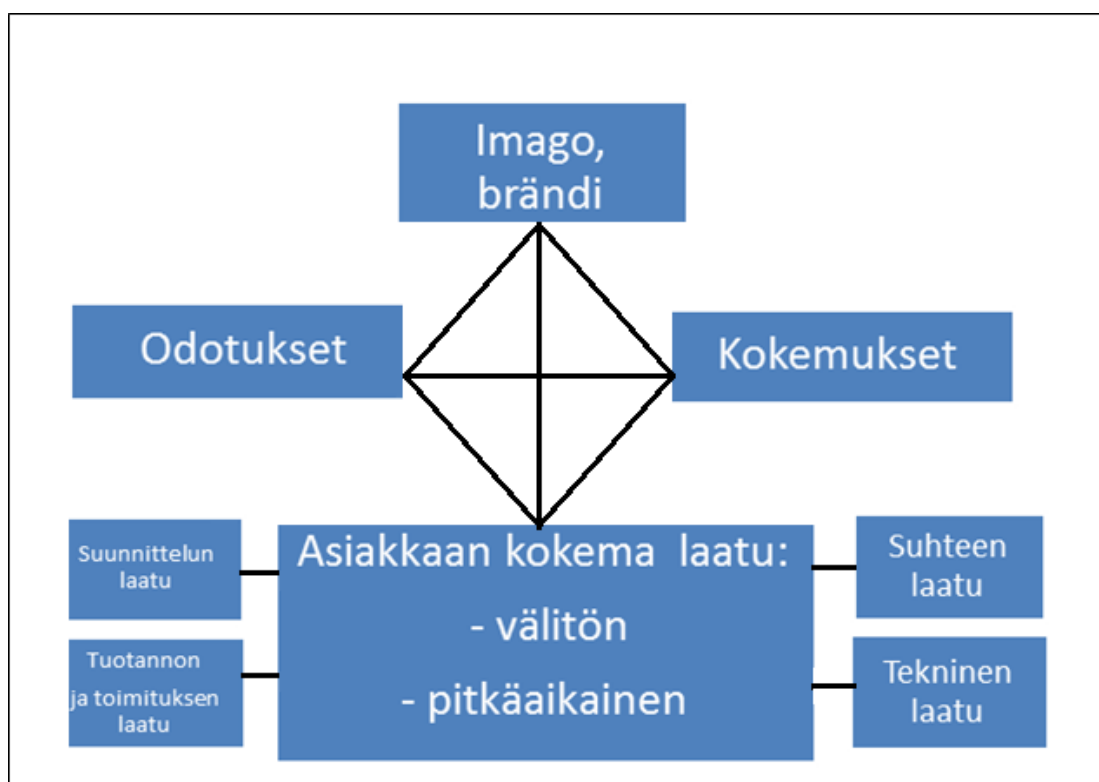 Imago,
brändi
Odotukset
Kokemukset
Suunnittelun
laatu
Asiakkaan kokema laatu:
- välitön
- pitkäaikainen
Suhteen
laatu
Tuotannon
ja toimituksen
laatu
Tekninen
laatu